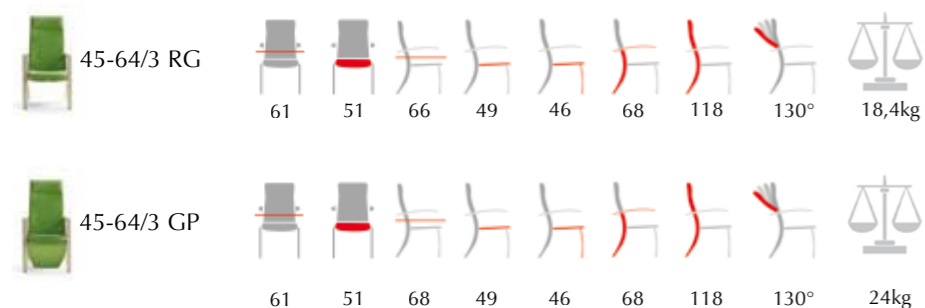 45-64/3 RG
61 51 66 49 46 68 118 130° 18,4kg
45-64/3 GP
61 51 68 49 46 68 118 130° 24kg